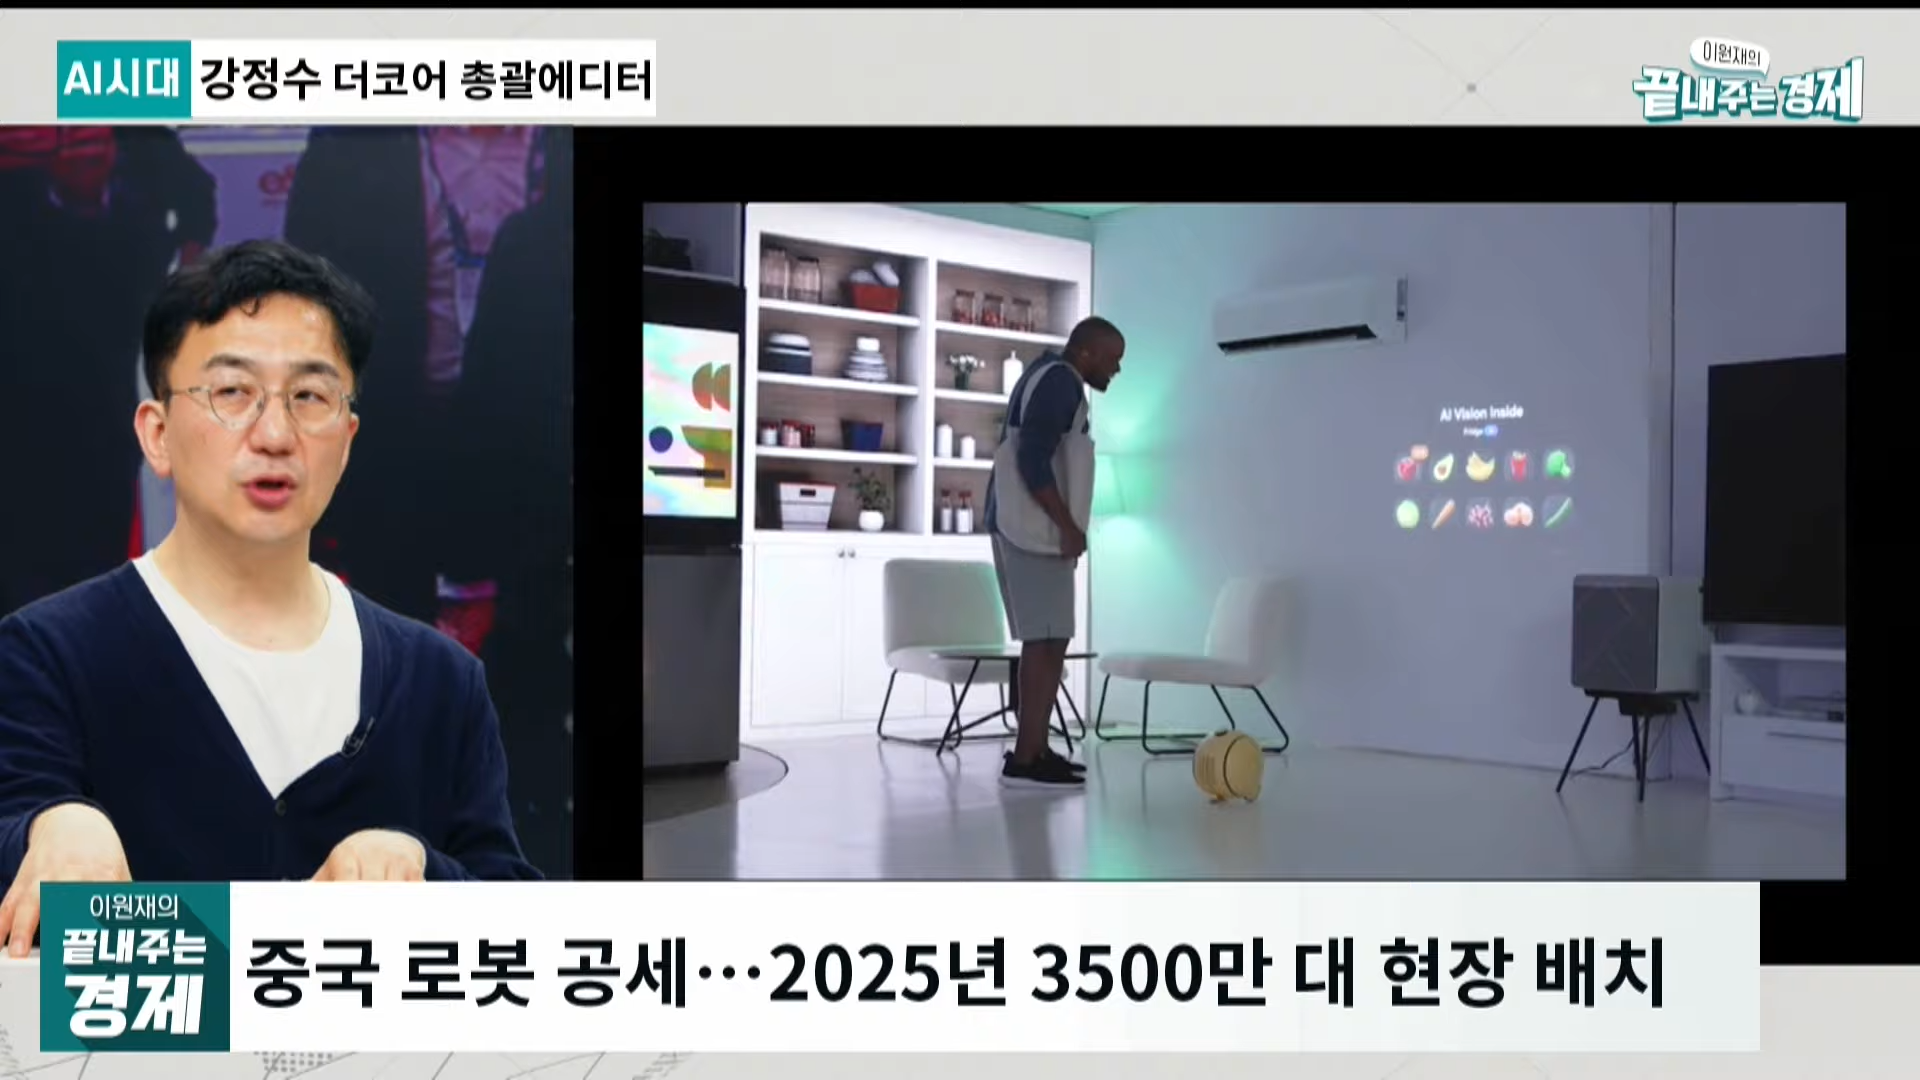 AI시대 강정수 더코어 총괄에디터
이원재의
끝내주는 경제
AI Vision Inside
이원재의
끝내주는
경제
중국 로봇 공세…2025년 3500만 대 현장 배치